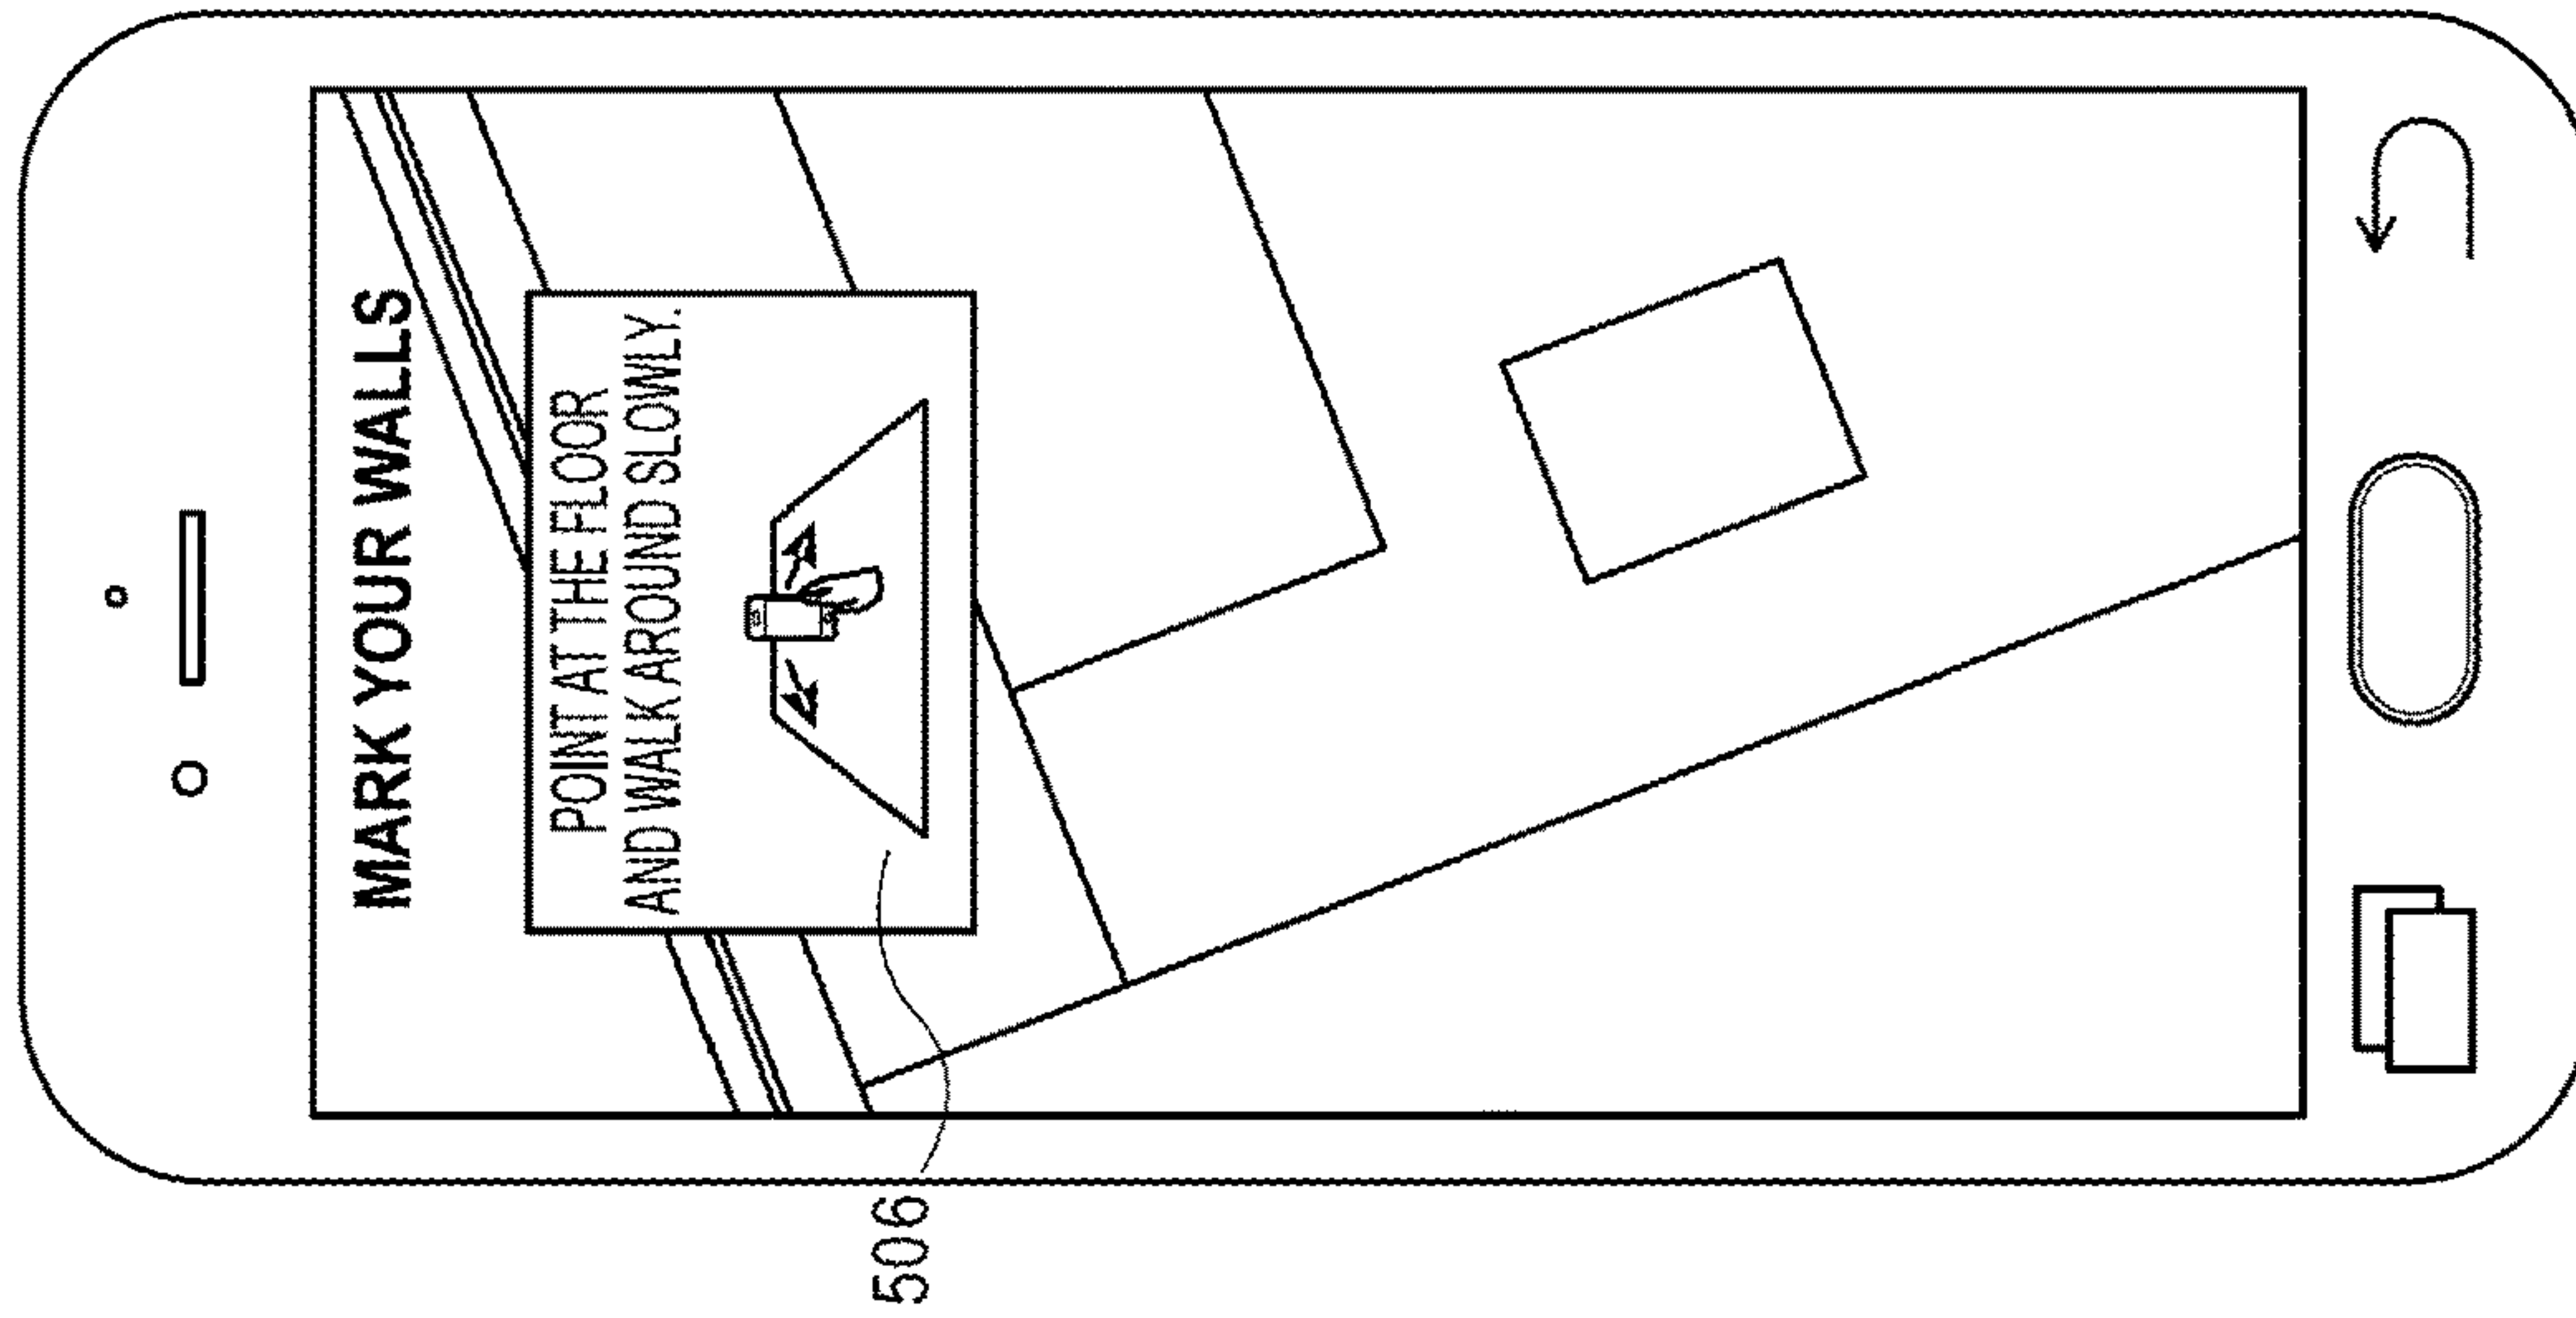 MARK YOUR WALLS
POINT AT THE FLOOR
AND WALK AROUND SLOWLY.
506